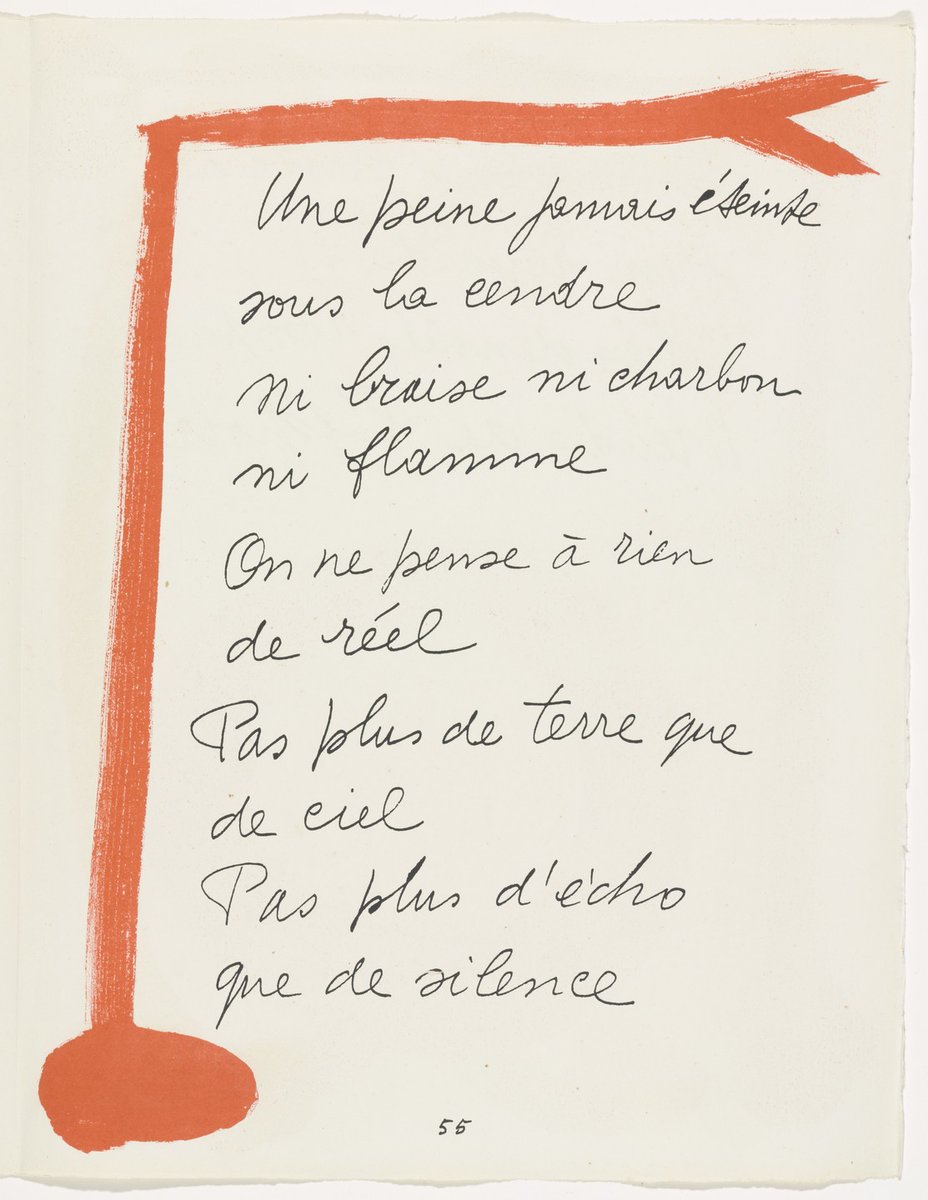 Une peine jamais éteinte
sous la cendre
ni braise ni charbon
ni flamme
On ne pense à rien
de réel
Pas plus de terre que
de ciel
Pas plus d'écho
que de silence
55